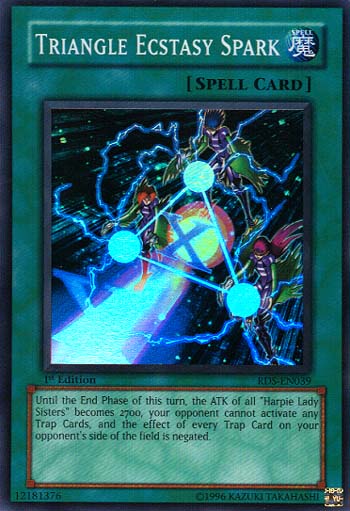 TRIANGLE ECSTASY SPARK
SPELL
魔
[ SPELL CARD ]
1st Edition
RDS-EN039
Until the End Phase of this turn, the ATK of all "Harpie Lady
Sisters" becomes 2700, your opponent cannot activate any
Trap Cards, and the effect of every Trap Card on your
opponent's side of the field is negated.
12181376
©1996 KAZUKI TAKAHASHI